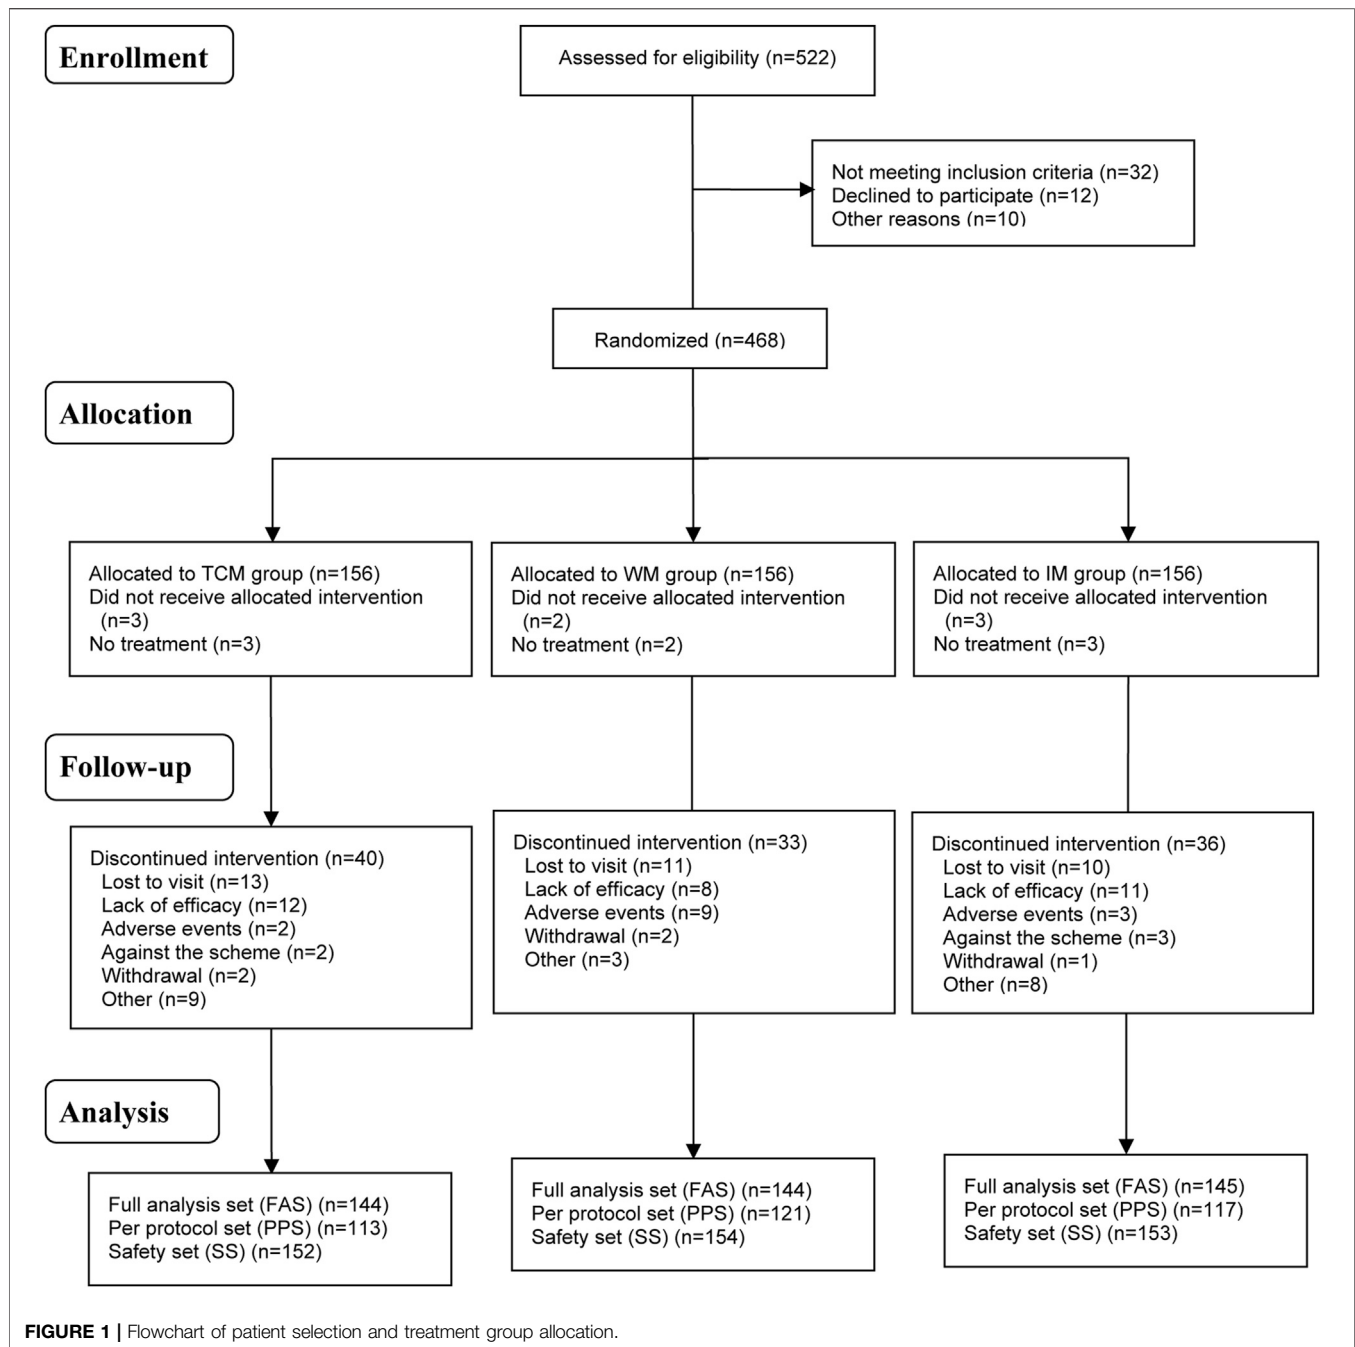 Enrollment
Assessed for eligibility (n=522)
Not meeting inclusion criteria (n=32)
Declined to participate (n=12)
Other reasons (n=10)
Randomized (n=468)
Allocation
Allocated to TCM group (n=156)
Did not receive allocated intervention
(n=3)
No treatment (n=3)
Allocated to WM group (n=156)
Did not receive allocated intervention
(n=2)
No treatment (n=2)
Allocated to IM group (n=156)
Did not receive allocated intervention
(n=3)
No treatment (n=3)
Follow-up
Discontinued intervention (n=40)
Lost to visit (n=13)
Lack of efficacy (n=12)
Adverse events (n=2)
Against the scheme (n=2)
Withdrawal (n=2)
Other (n=9)
Discontinued intervention (n=33)
Lost to visit (n=11)
Lack of efficacy (n=8)
Adverse events (n=9)
Withdrawal (n=2)
Other (n=3)
Discontinued intervention (n=36)
Lost to visit (n=10)
Lack of efficacy (n=11)
Adverse events (n=3)
Against the scheme (n=3)
Withdrawal (n=1)
Other (n=8)
Analysis
Full analysis set (FAS) (n=144)
Per protocol set (PPS) (n=113)
Safety set (SS) (n=152)
Full analysis set (FAS) (n=144)
Per protocol set (PPS) (n=121)
Safety set (SS) (n=154)
Full analysis set (FAS) (n=145)
Per protocol set (PPS) (n=117)
Safety set (SS) (n=153)
FIGURE 1 | Flowchart of patient selection and treatment group allocation.